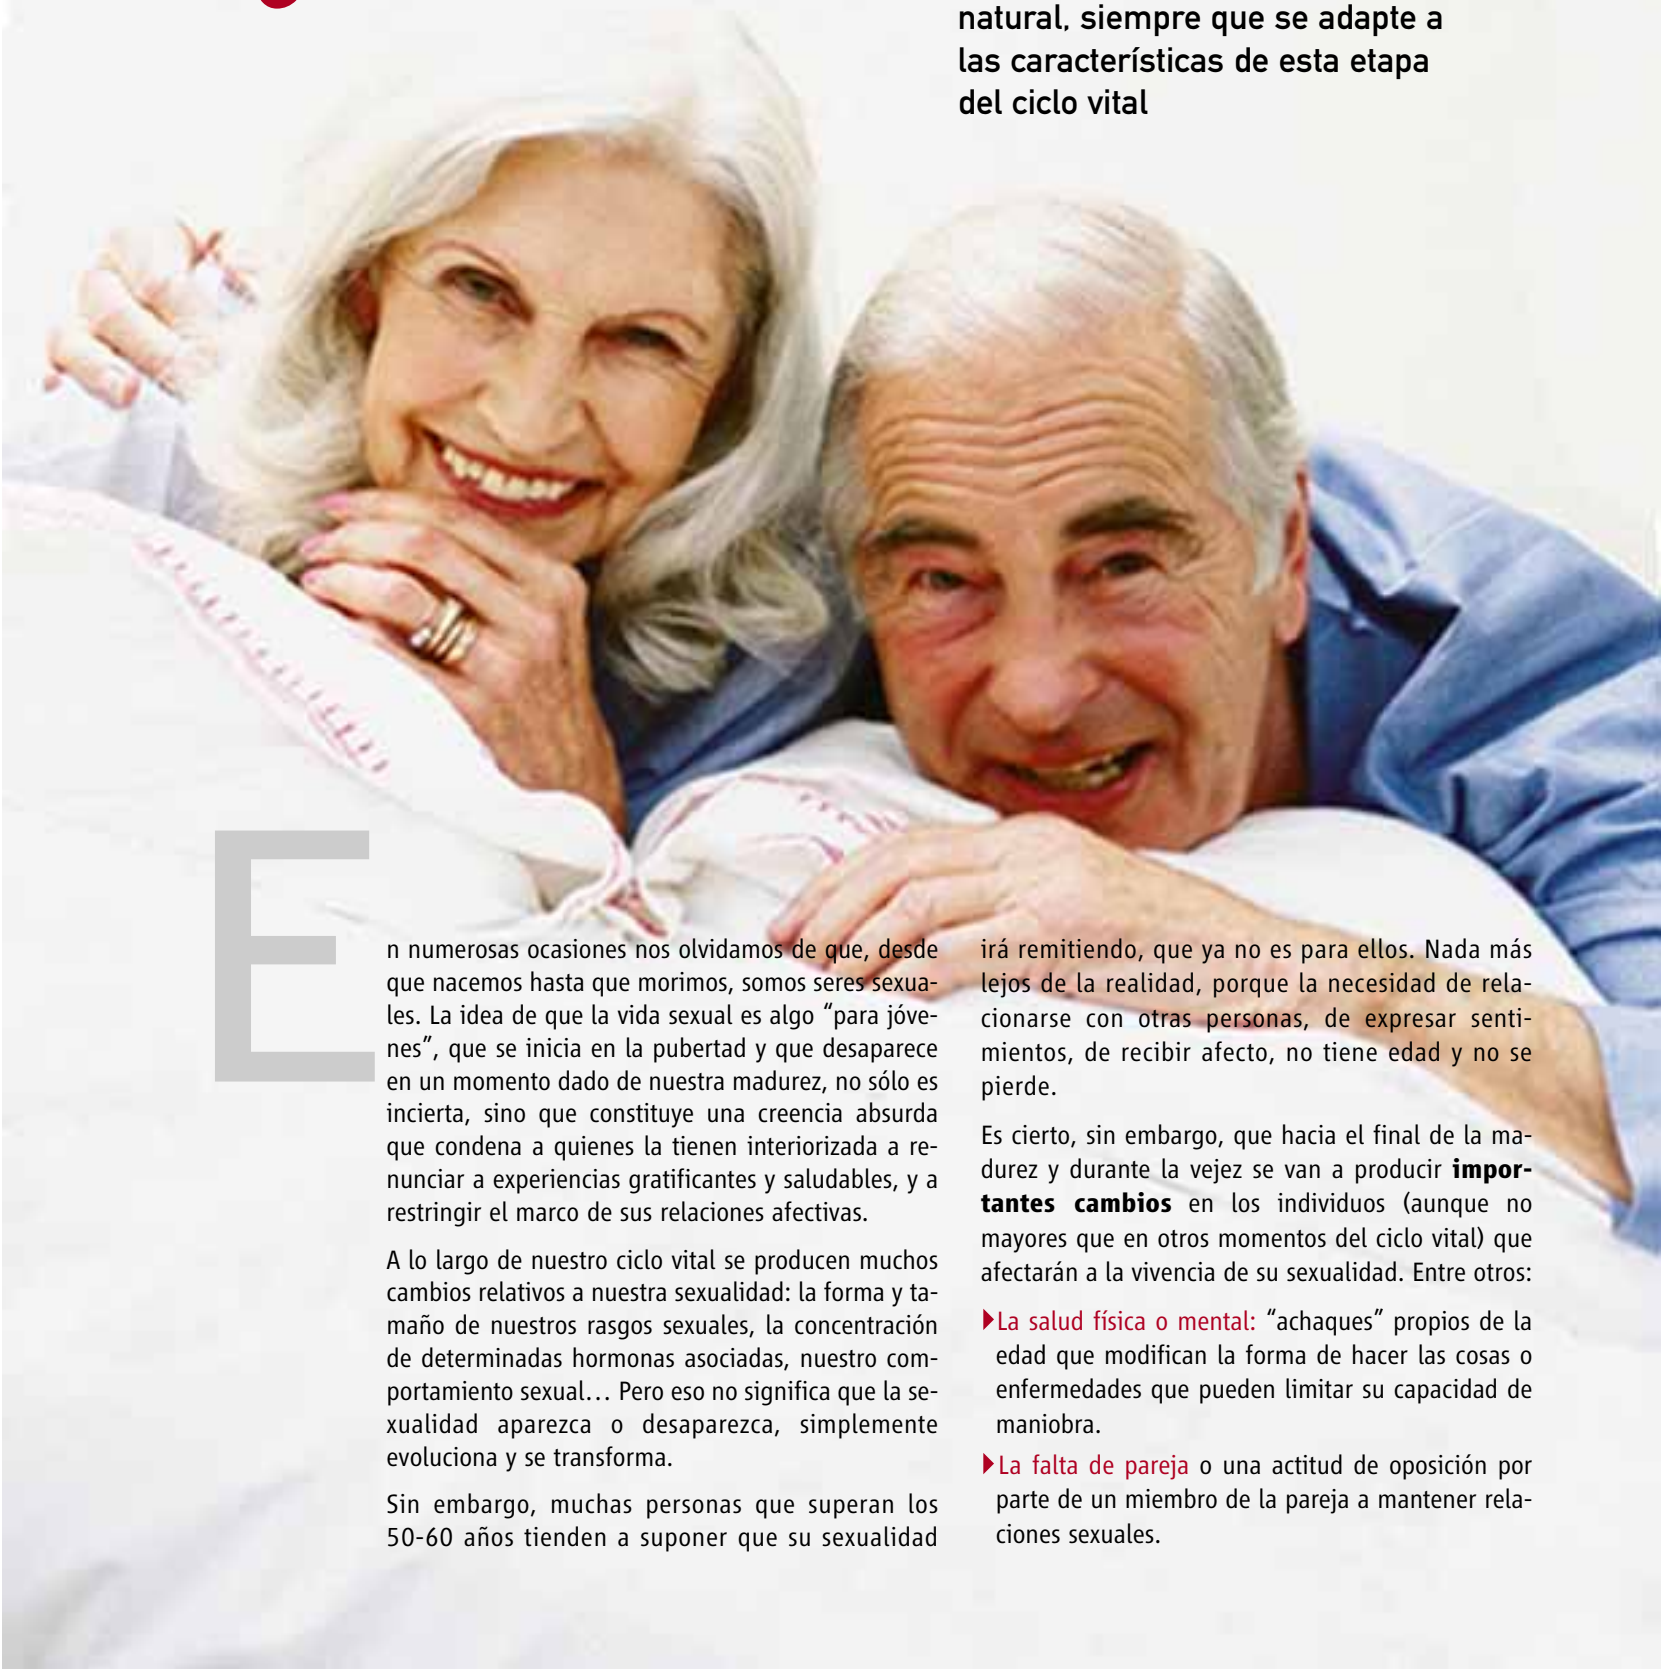 natural, siempre que se adapte a
las características de esta etapa
del ciclo vital
En numerosas ocasiones nos olvidamos de que, desde
que nacemos hasta que morimos, somos seres sexua-
les. La idea de que la vida sexual es algo “para jóve-
nes”, que se inicia en la pubertad y que desaparece
en un momento dado de nuestra madurez, no sólo es
incierta, sino que constituye una creencia absurda
que condena a quienes la tienen interiorizada a re-
nunciar a experiencias gratificantes y saludables, y a
restringir el marco de sus relaciones afectivas.
A lo largo de nuestro ciclo vital se producen muchos
cambios relativos a nuestra sexualidad: la forma y ta-
maño de nuestros rasgos sexuales, la concentración
de determinadas hormonas asociadas, nuestro com-
portamiento sexual… Pero eso no significa que la se-
xualidad aparezca o desaparezca, simplemente
evoluciona y se transforma.
Sin embargo, muchas personas que superan los
50-60 años tienden a suponer que su sexualidad
irá remitiendo, que ya no es para ellos. Nada más
lejos de la realidad, porque la necesidad de rela-
cionarse con otras personas, de expresar senti-
mientos, de recibir afecto, no tiene edad y no se
pierde.
Es cierto, sin embargo, que hacia el final de la ma-
durez y durante la vejez se van a producir impor-
tantes cambios en los individuos (aunque no
mayores que en otros momentos del ciclo vital) que
afectarán a la vivencia de su sexualidad. Entre otros:
La salud física o mental: “achaques” propios de la
edad que modifican la forma de hacer las cosas o
enfermedades que pueden limitar su capacidad de
maniobra.
La falta de pareja o una actitud de oposición por
parte de un miembro de la pareja a mantener rela-
ciones sexuales.